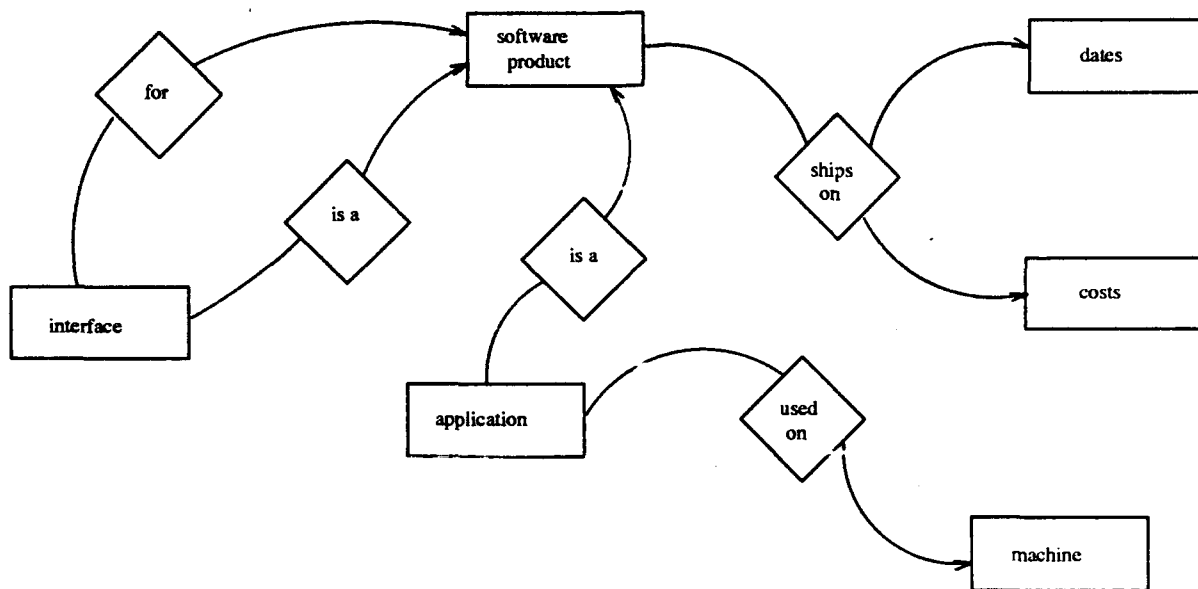 software
product
dates
for
ships
on
is a
is a
costs
interface
application
used
on
machine